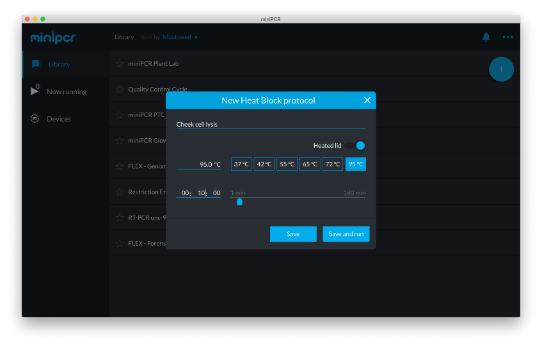 miniPCR
minipcr
Library Sort by Most used
Library
Now running
Devices
miniPCR Plant Lab
Quality Control Cycle
miniPCR PTC
miniPCR Glow
FLEX - Genom
Restriction En
RT-PCR one-
FLEX - Forens
New Heat Block protocol
Cheek cell lysis
Heated lid
95.0 °C 37 °C 42 °C 55 °C 65 °C 72 °C 95 °C
00: 10: 00 1 min 180 min
Save Save and run